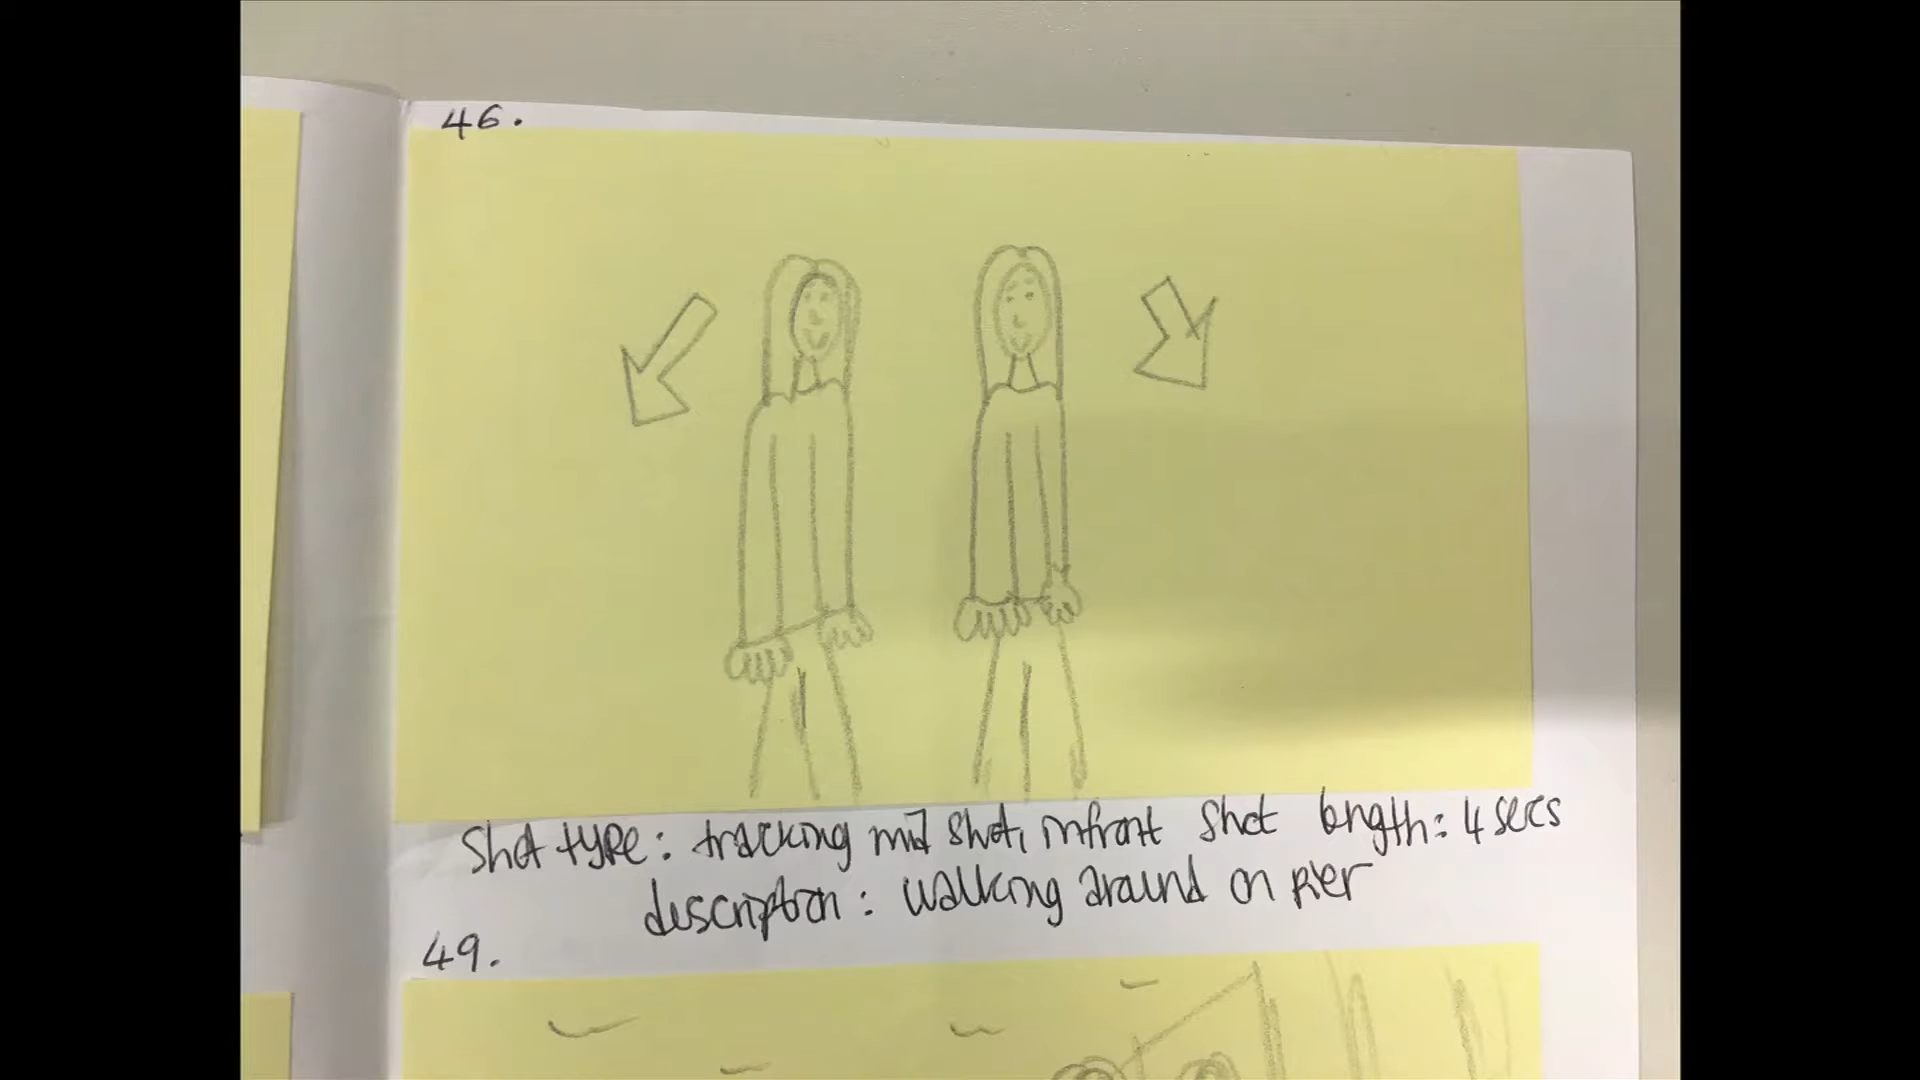 46.
Shot type: tracking mid shot, infront shot length: 4 secs
description: walking around on pier
49.